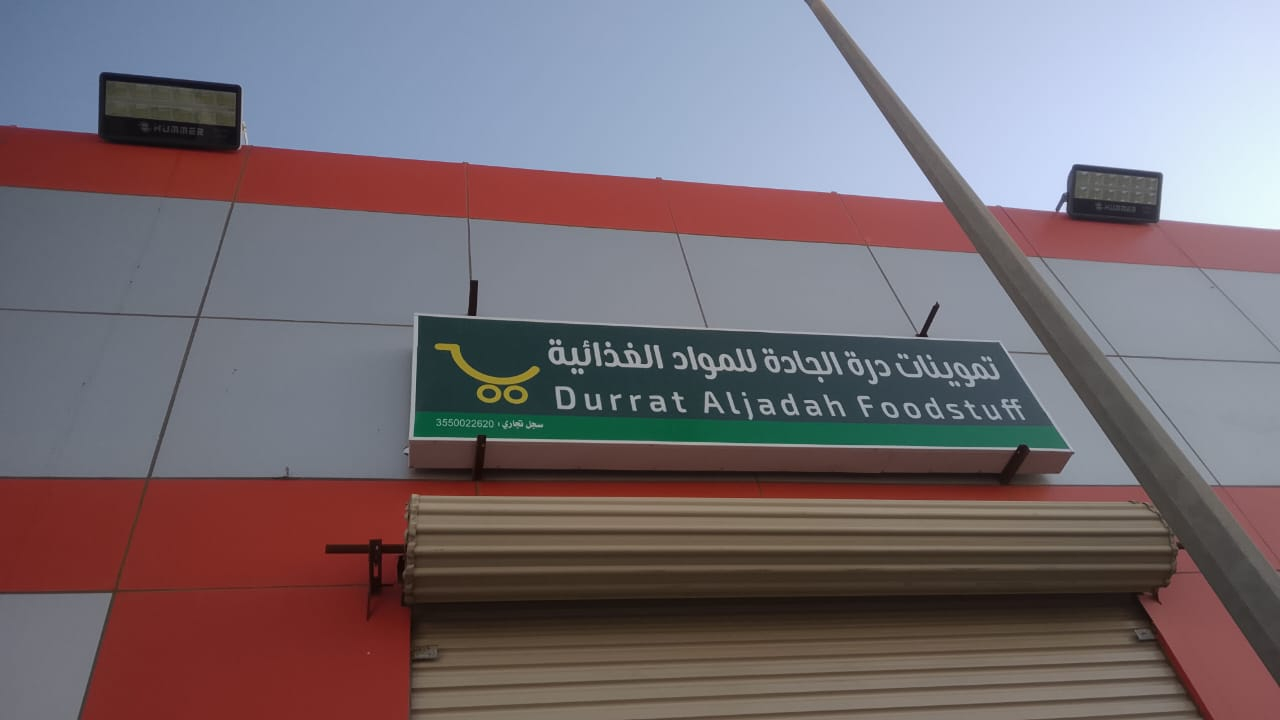 HUMMER
HUMMER
تموينات درة الجادة للمواد الغذائية
Durrat Aljadah Foodstuff
سجل تجاري : 3550022620